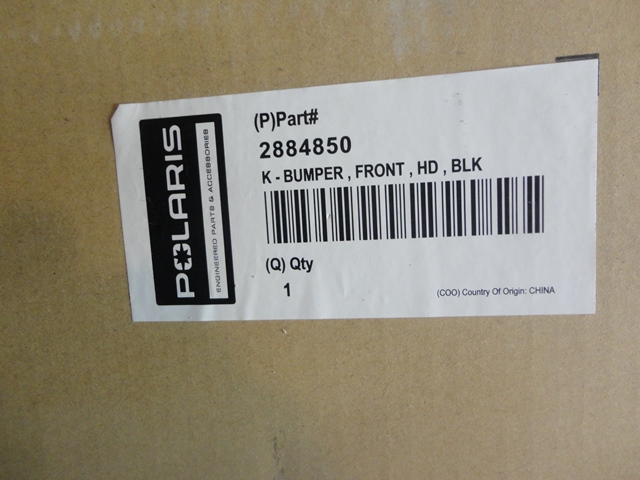 POLARIS
ENGINEERED PARTS & ACCESSORIES
(P)Part#
2884850
K - BUMPER , FRONT , HD , BLK
(Q) Qty
1
(COO) Country Of Origin: CHINA